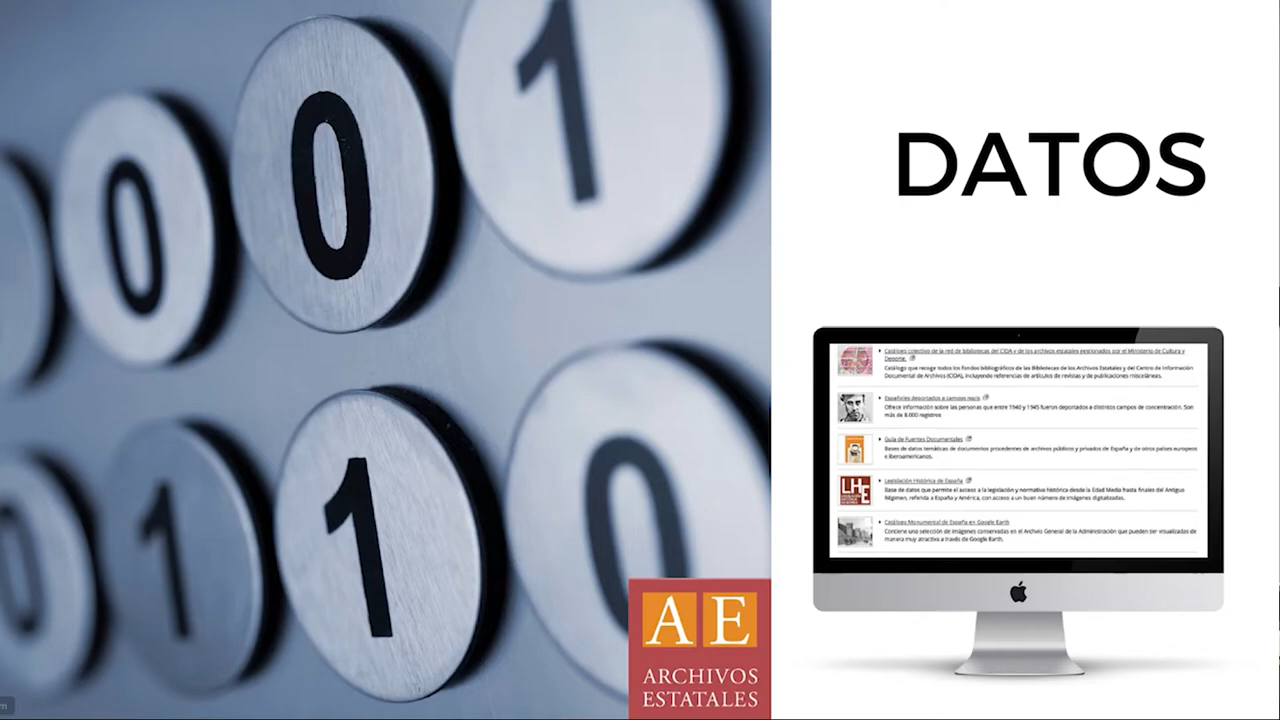 0
0
1
0
1
1
0
DATOS
Catálogo colectivo de la red de bibliotecas del CIDA y de los archivos estatales gestionados por el Ministerio de Cultura y
Deporte
Catálogo que recoge todos los fondos bibliográficos de las Bibliotecas de los Archivos Estatales y del Centro de Información
Documental de Archivos (CIDA), incluyendo referencias de artículos de revistas y de publicaciones misceláneas.
Españoles deportados a campos nazis
Ofrece información sobre las personas que entre 1940 y 1945 fueron deportados a distintos campos de concentración. Son
más de 8.000 registros
Guía de Fuentes Documentales
Bases de datos temáticas de documentos procedentes de archivos públicos y privados de España y de otros países europeos
e iberoamericanos.
LHE
Legislación Histórica de España
Base de datos que permite el acceso a la legislación y normativa histórica desde la Edad Media hasta finales del Antiguo
Régimen, referida a España y América, con acceso a un buen número de imágenes digitalizadas.
Catálogo Monumental de España en Google Earth
Contiene una selección de imágenes conservadas en el Archivo General de la Administración que pueden ser visualizadas de
manera muy atractiva a través de Google Earth.
AE
ARCHIVOS
ESTATALES